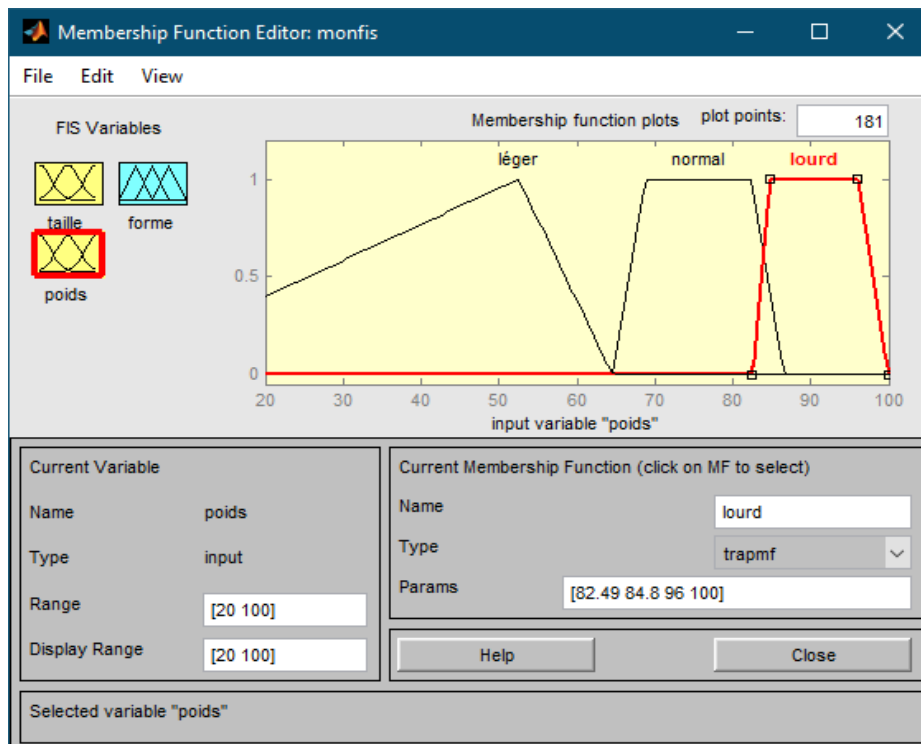 Membership Function Editor: monfis
File Edit View
FIS Variables
taille forme
poids
Membership function plots plot points: 181
léger normal lourd
1
0.5
0
20 30 40 50 60 70 80 90 100
input variable "poids"
Current Variable
Name poids
Type input
Range [20 100]
Display Range [20 100]
Current Membership Function (click on MF to select)
Name lourd
Type trapmf
Params [82.49 84.8 96 100]
Help Close
Selected variable "poids"